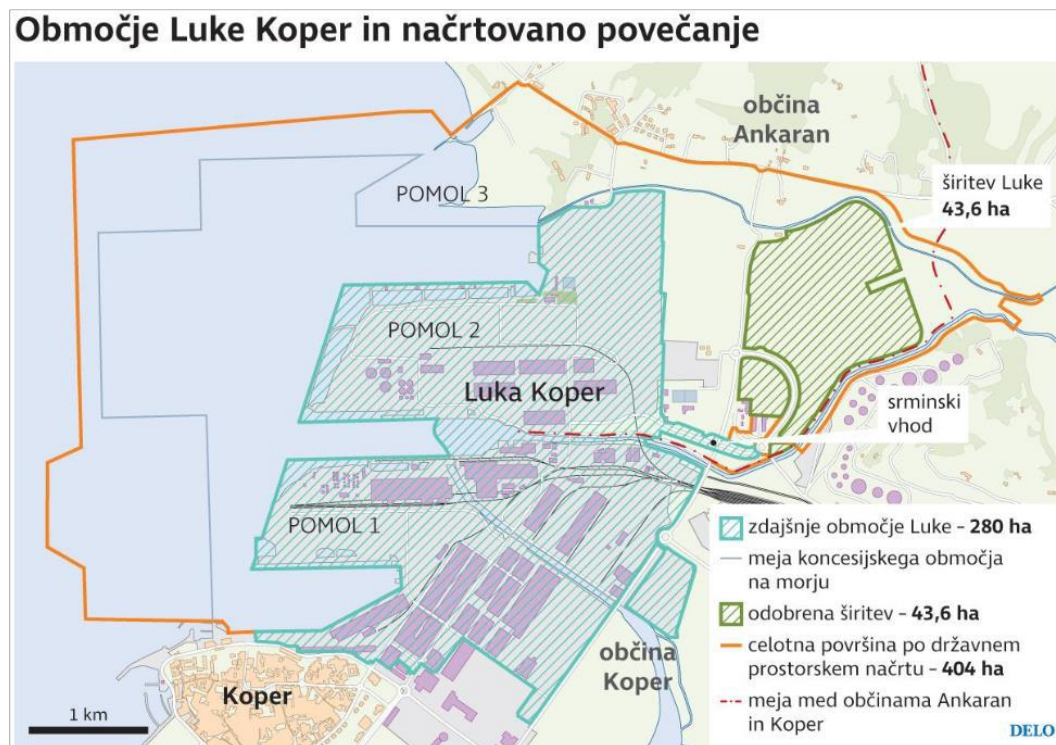 Območje Luke Koper in načrtovano povečanje
občina
Ankaran
širitev Luke
43,6 ha
POMOL 3
POMOL 2
Luka Koper
srminski
vhod
POMOL 1
občina
Koper
Koper
1 km
zdajšnje območje Luke – 280 ha
meja koncesijskega območja
na morju
odobrena širitev – 43,6 ha
celotna površina po državnem
prostorskem načrtu – 404 ha
meja med občinama Ankaran
in Koper
DELO